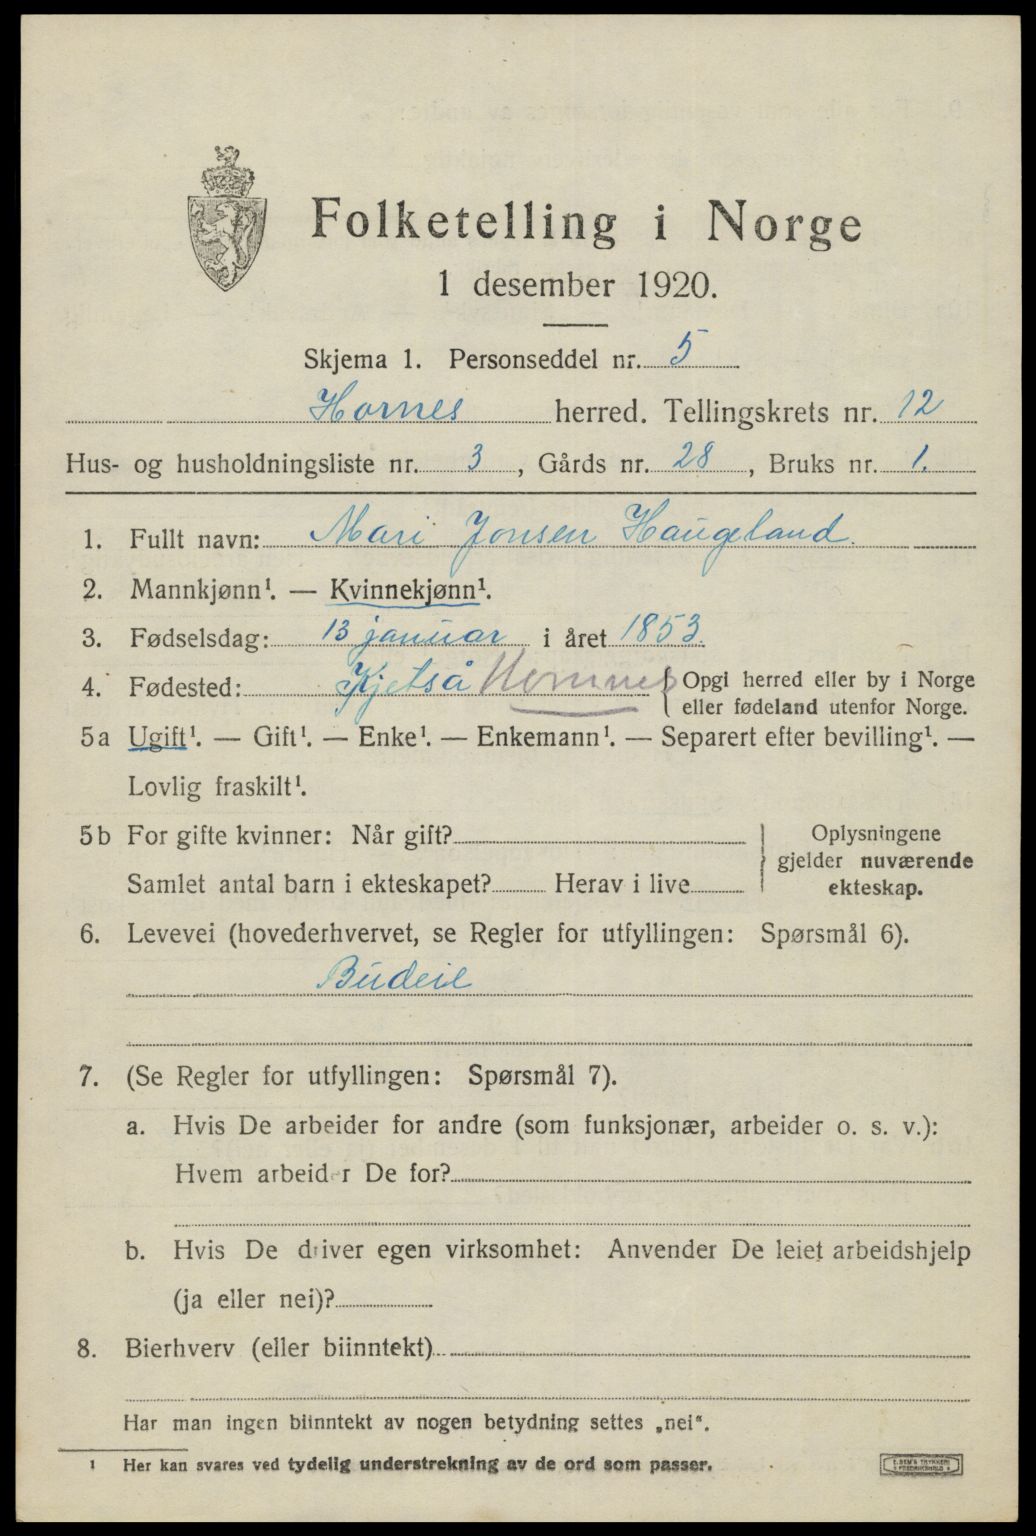 Folketelling i Norge
1 desember 1920.
Skjema 1. Personseddel nr. 5
Hornes herred. Tellingskrets nr. 12
Hus- og husholdningsliste nr. 3, Gårds nr. 28, Bruks nr. 1.
1. Fullt navn: Mari Jonsen Haugeland.
2. Mannkjønn¹. — Kvinnekjønn¹.
3. Fødselsdag: 13 januar i året 1853.
4. Fødested: Kjetså Hornnes { Opgi herred eller by i Norge
eller fødeland utenfor Norge.
5a Ugift¹. — Gift¹. — Enke¹. — Enkemann¹. — Separert efter bevilling¹. —
Lovlig fraskilt¹.
5b For gifte kvinner: Når gift?
Samlet antal barn i ekteskapet? Herav i live
} Oplysningene
gjelder nuværende
ekteskap.
6. Levevei (hovederhvervet, se Regler for utfyllingen: Spørsmål 6).
Budeie
7. (Se Regler for utfyllingen: Spørsmål 7).
a. Hvis De arbeider for andre (som funksjonær, arbeider o. s. v.):
Hvem arbeider De for?
b. Hvis De driver egen virksomhet: Anvender De leiet arbeidshjelp
(ja eller nei)?
8. Bierhverv (eller biinntekt)
Har man ingen biinntekt av nogen betydning settes „nei“.
¹ Her kan svares ved tydelig understrekning av de ord som passer.